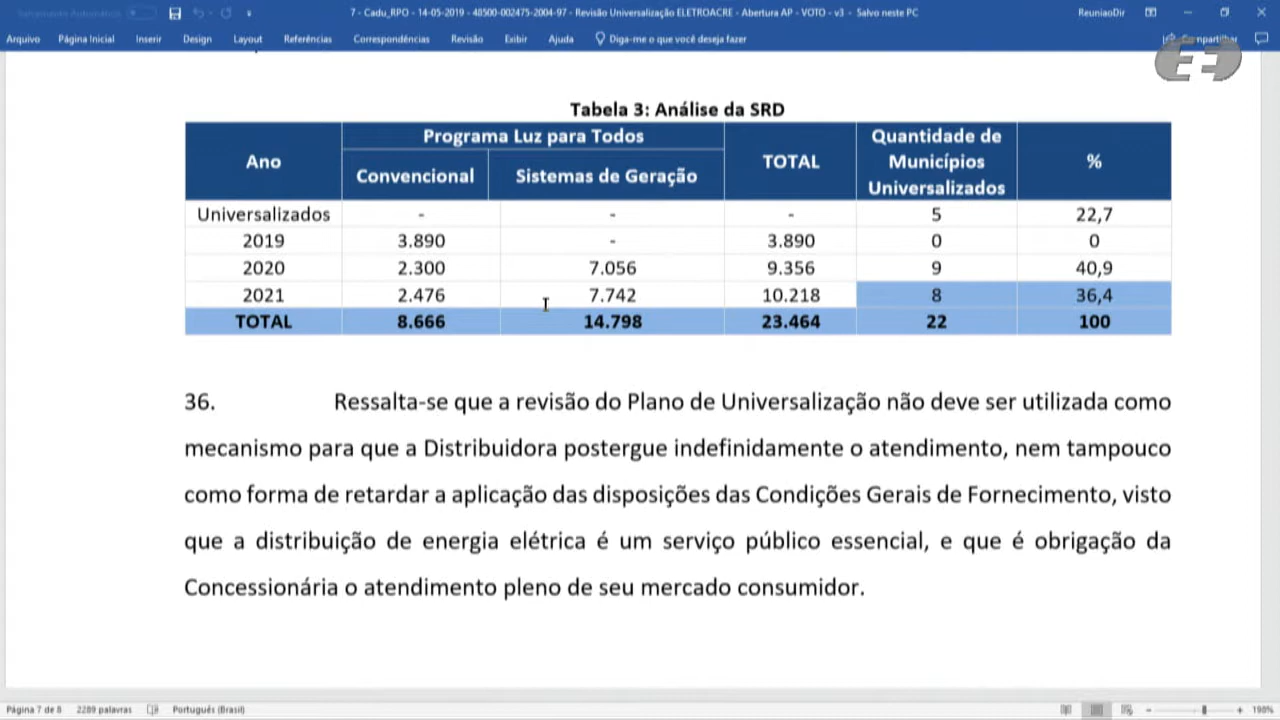 7 - Cadu_RPO - 14-05-2019 - 48500-002475-2004-97 - Revisão Universalização ELETROACRE - Abertura AP - VOTO - v3 - Salvo neste PC
ReuniaoDir
Arquivo Página Inicial Inserir Design Layout Referências Correspondências Revisão Exibir Ajuda Diga-me o que você deseja fazer
Tabela 3: Análise da SRD
Ano Programa Luz para Todos TOTAL Quantidade de Municípios Universalizados %
Convencional Sistemas de Geração
Universalizados - - - 5 22,7
2019 3.890 - 3.890 0 0
2020 2.300 7.056 9.356 9 40,9
2021 2.476 7.742 10.218 8 36,4
TOTAL 8.666 14.798 23.464 22 100
36. Ressalta-se que a revisão do Plano de Universalização não deve ser utilizada como
mecanismo para que a Distribuidora postergue indefinidamente o atendimento, nem tampouco
como forma de retardar a aplicação das disposições das Condições Gerais de Fornecimento, visto
que a distribuição de energia elétrica é um serviço público essencial, e que é obrigação da
Concessionária o atendimento pleno de seu mercado consumidor.
Página 7 de 8 2289 palavras Português (Brasil) 198%